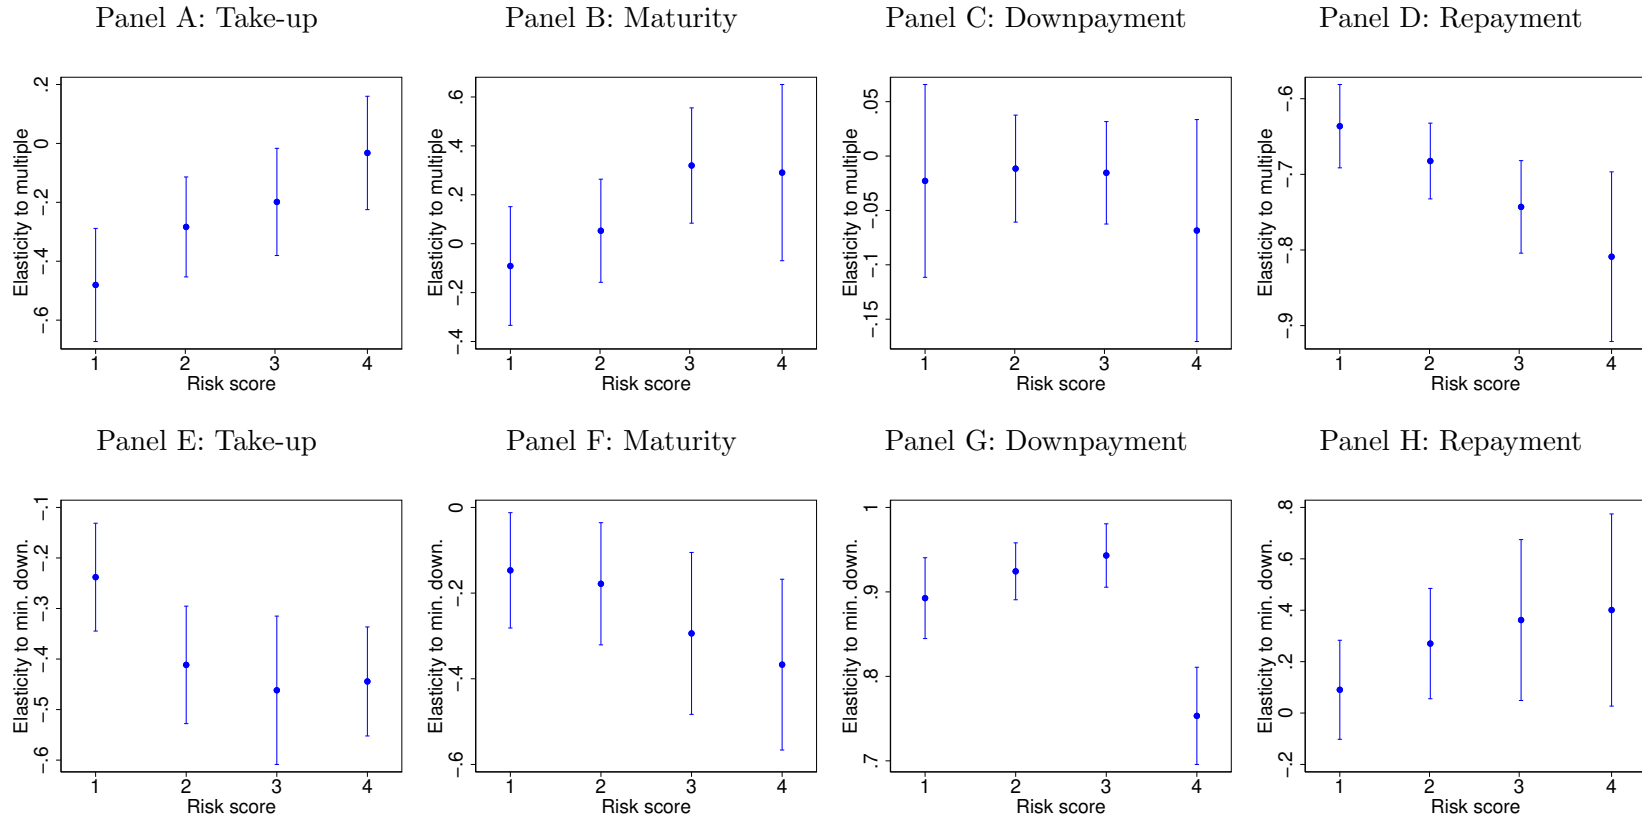 Panel A: Take-up
Panel B: Maturity
Panel C: Downpayment
Panel D: Repayment
Elasticity to multiple
.2
0
−.2
−.4
−.6
1 2 3 4
Risk score
Elasticity to multiple
.6
.4
.2
0
−.2
−.4
1 2 3 4
Risk score
Elasticity to multiple
.05
0
−.05
−.1
−.15
1 2 3 4
Risk score
Elasticity to multiple
−.6
−.7
−.8
−.9
1 2 3 4
Risk score
Panel E: Take-up
Panel F: Maturity
Panel G: Downpayment
Panel H: Repayment
Elasticity to min. down.
−.1
−.2
−.3
−.4
−.5
−.6
1 2 3 4
Risk score
Elasticity to min. down.
0
−.2
−.4
−.6
1 2 3 4
Risk score
Elasticity to min. down.
1
.9
.8
.7
1 2 3 4
Risk score
Elasticity to min. down.
.8
.6
.4
.2
0
−.2
1 2 3 4
Risk score